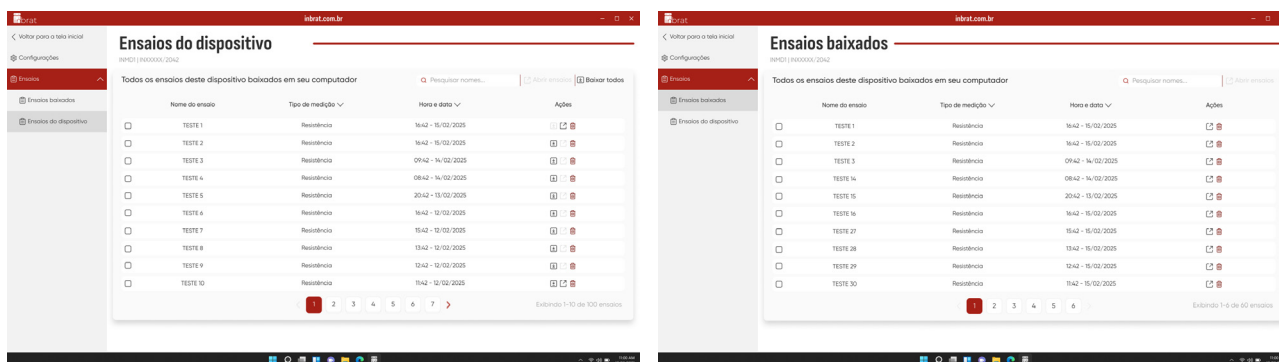 inbrat
inbrat.com.br
Voltar para a tela inicial
Configurações
Ensaios
Ensaios baixados
Ensaios do dispositivo
Ensaios do dispositivo
INMD1 | INXXXXX/2042
Todos os ensaios deste dispositivo baixados em seu computador
Pesquisar nomes...
Abrir ensaios
Baixar todos
Nome do ensaio Tipo de medição Hora e data Ações
TESTE 1 Resistência 16:42 - 15/02/2025
TESTE 2 Resistência 16:42 - 15/02/2025
TESTE 3 Resistência 09:42 - 14/02/2025
TESTE 4 Resistência 08:42 - 14/02/2025
TESTE 5 Resistência 20:42 - 13/02/2025
TESTE 6 Resistência 16:42 - 12/02/2025
TESTE 7 Resistência 15:42 - 12/02/2025
TESTE 8 Resistência 13:42 - 12/02/2025
TESTE 9 Resistência 12:42 - 12/02/2025
TESTE 10 Resistência 11:42 - 12/02/2025
1 2 3 4 5 6 7
Exibindo 1-10 de 100 ensaios
11:00 AM
inbrat
inbrat.com.br
Voltar para a tela inicial
Configurações
Ensaios
Ensaios baixados
Ensaios do dispositivo
Ensaios baixados
INMD1 | INXXXXX/2042
Todos os ensaios deste dispositivo baixados em seu computador
Pesquisar nomes...
Abrir ensaios
Nome do ensaio Tipo de medição Hora e data Ações
TESTE 1 Resistência 16:42 - 15/02/2025
TESTE 2 Resistência 16:42 - 15/02/2025
TESTE 3 Resistência 09:42 - 14/02/2025
TESTE 14 Resistência 08:42 - 14/02/2025
TESTE 15 Resistência 20:42 - 13/02/2025
TESTE 16 Resistência 16:42 - 15/02/2025
TESTE 27 Resistência 15:42 - 15/02/2025
TESTE 28 Resistência 13:42 - 15/02/2025
TESTE 29 Resistência 12:42 - 15/02/2025
TESTE 30 Resistência 11:42 - 15/02/2025
1 2 3 4 5 6
Exibindo 1-6 de 60 ensaios